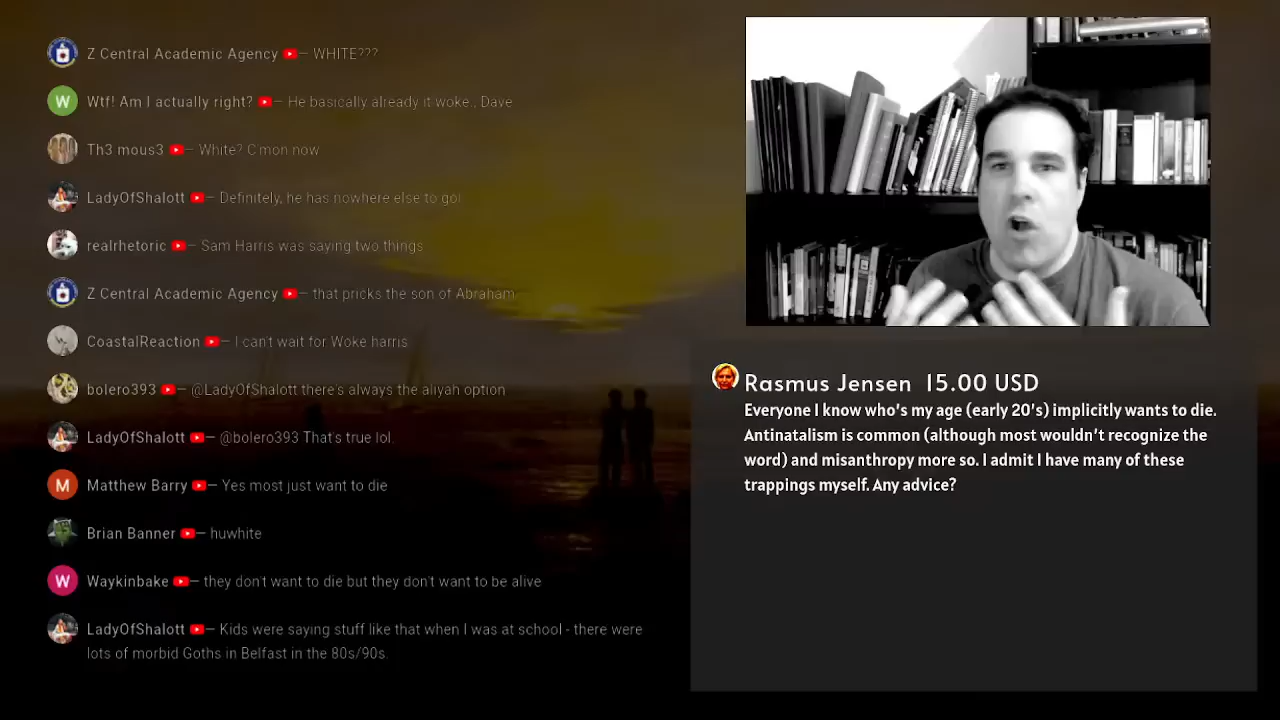 Z Central Academic Agency — WHITE???
Wtf! Am I actually right? — He basically already it woke., Dave
Th3 mous3 — White? C'mon now
LadyOfShalott — Definitely, he has nowhere else to go!
realrhetoric — Sam Harris was saying two things
Z Central Academic Agency — that pricks the son of Abraham
CoastalReaction — I can't wait for Woke harris
bolero393 — @LadyOfShalott there's always the aliyah option
LadyOfShalott — @bolero393 That's true lol.
Matthew Barry — Yes most just want to die
Brian Banner — huwhite
Waykinbake — they don't want to die but they don't want to be alive
LadyOfShalott — Kids were saying stuff like that when I was at school - there were
lots of morbid Goths in Belfast in the 80s/90s.
Rasmus Jensen 15.00 USD
Everyone I know who's my age (early 20's) implicitly wants to die.
Antinatalism is common (although most wouldn't recognize the
word) and misanthropy more so. I admit I have many of these
trappings myself. Any advice?
W
M
W